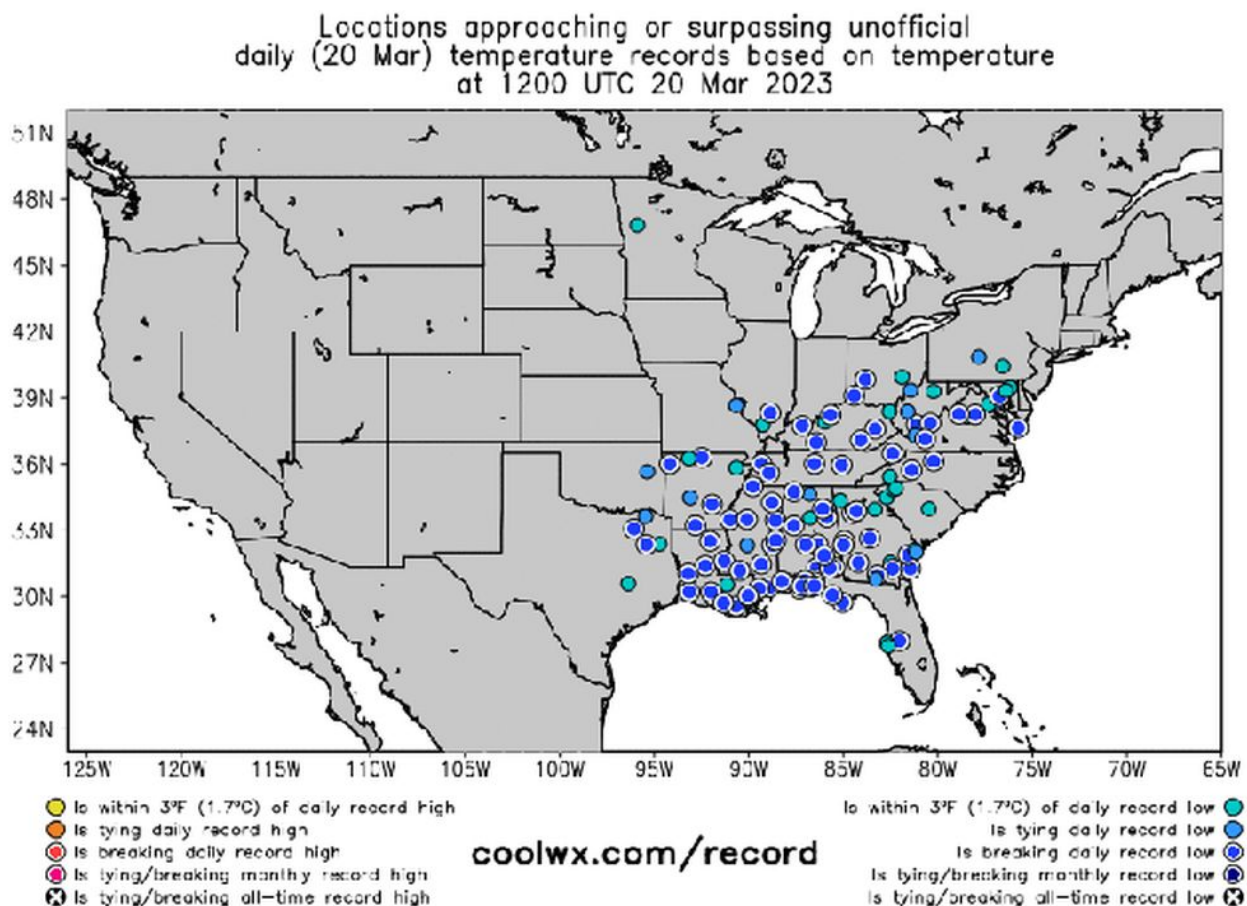 Locations approaching or surpassing unofficial
daily (20 Mar) temperature records based on temperature
at 1200 UTC 20 Mar 2023
51N
48N
45N
42N
39N
36N
33N
30N
27N
24N
125W 120W 115W 110W 105W 100W 95W 90W 85W 80W 75W 70W 65W
Is within 3°F (1.7°C) of daily record high
Is tying daily record high
Is breaking daily record high
Is tying/breaking monthly record high
Is tying/breaking all-time record high
coolwx.com/record
Is within 3°F (1.7°C) of daily record low
Is tying daily record low
Is breaking daily record low
Is tying/breaking monthly record low
Is tying/breaking all-time record low